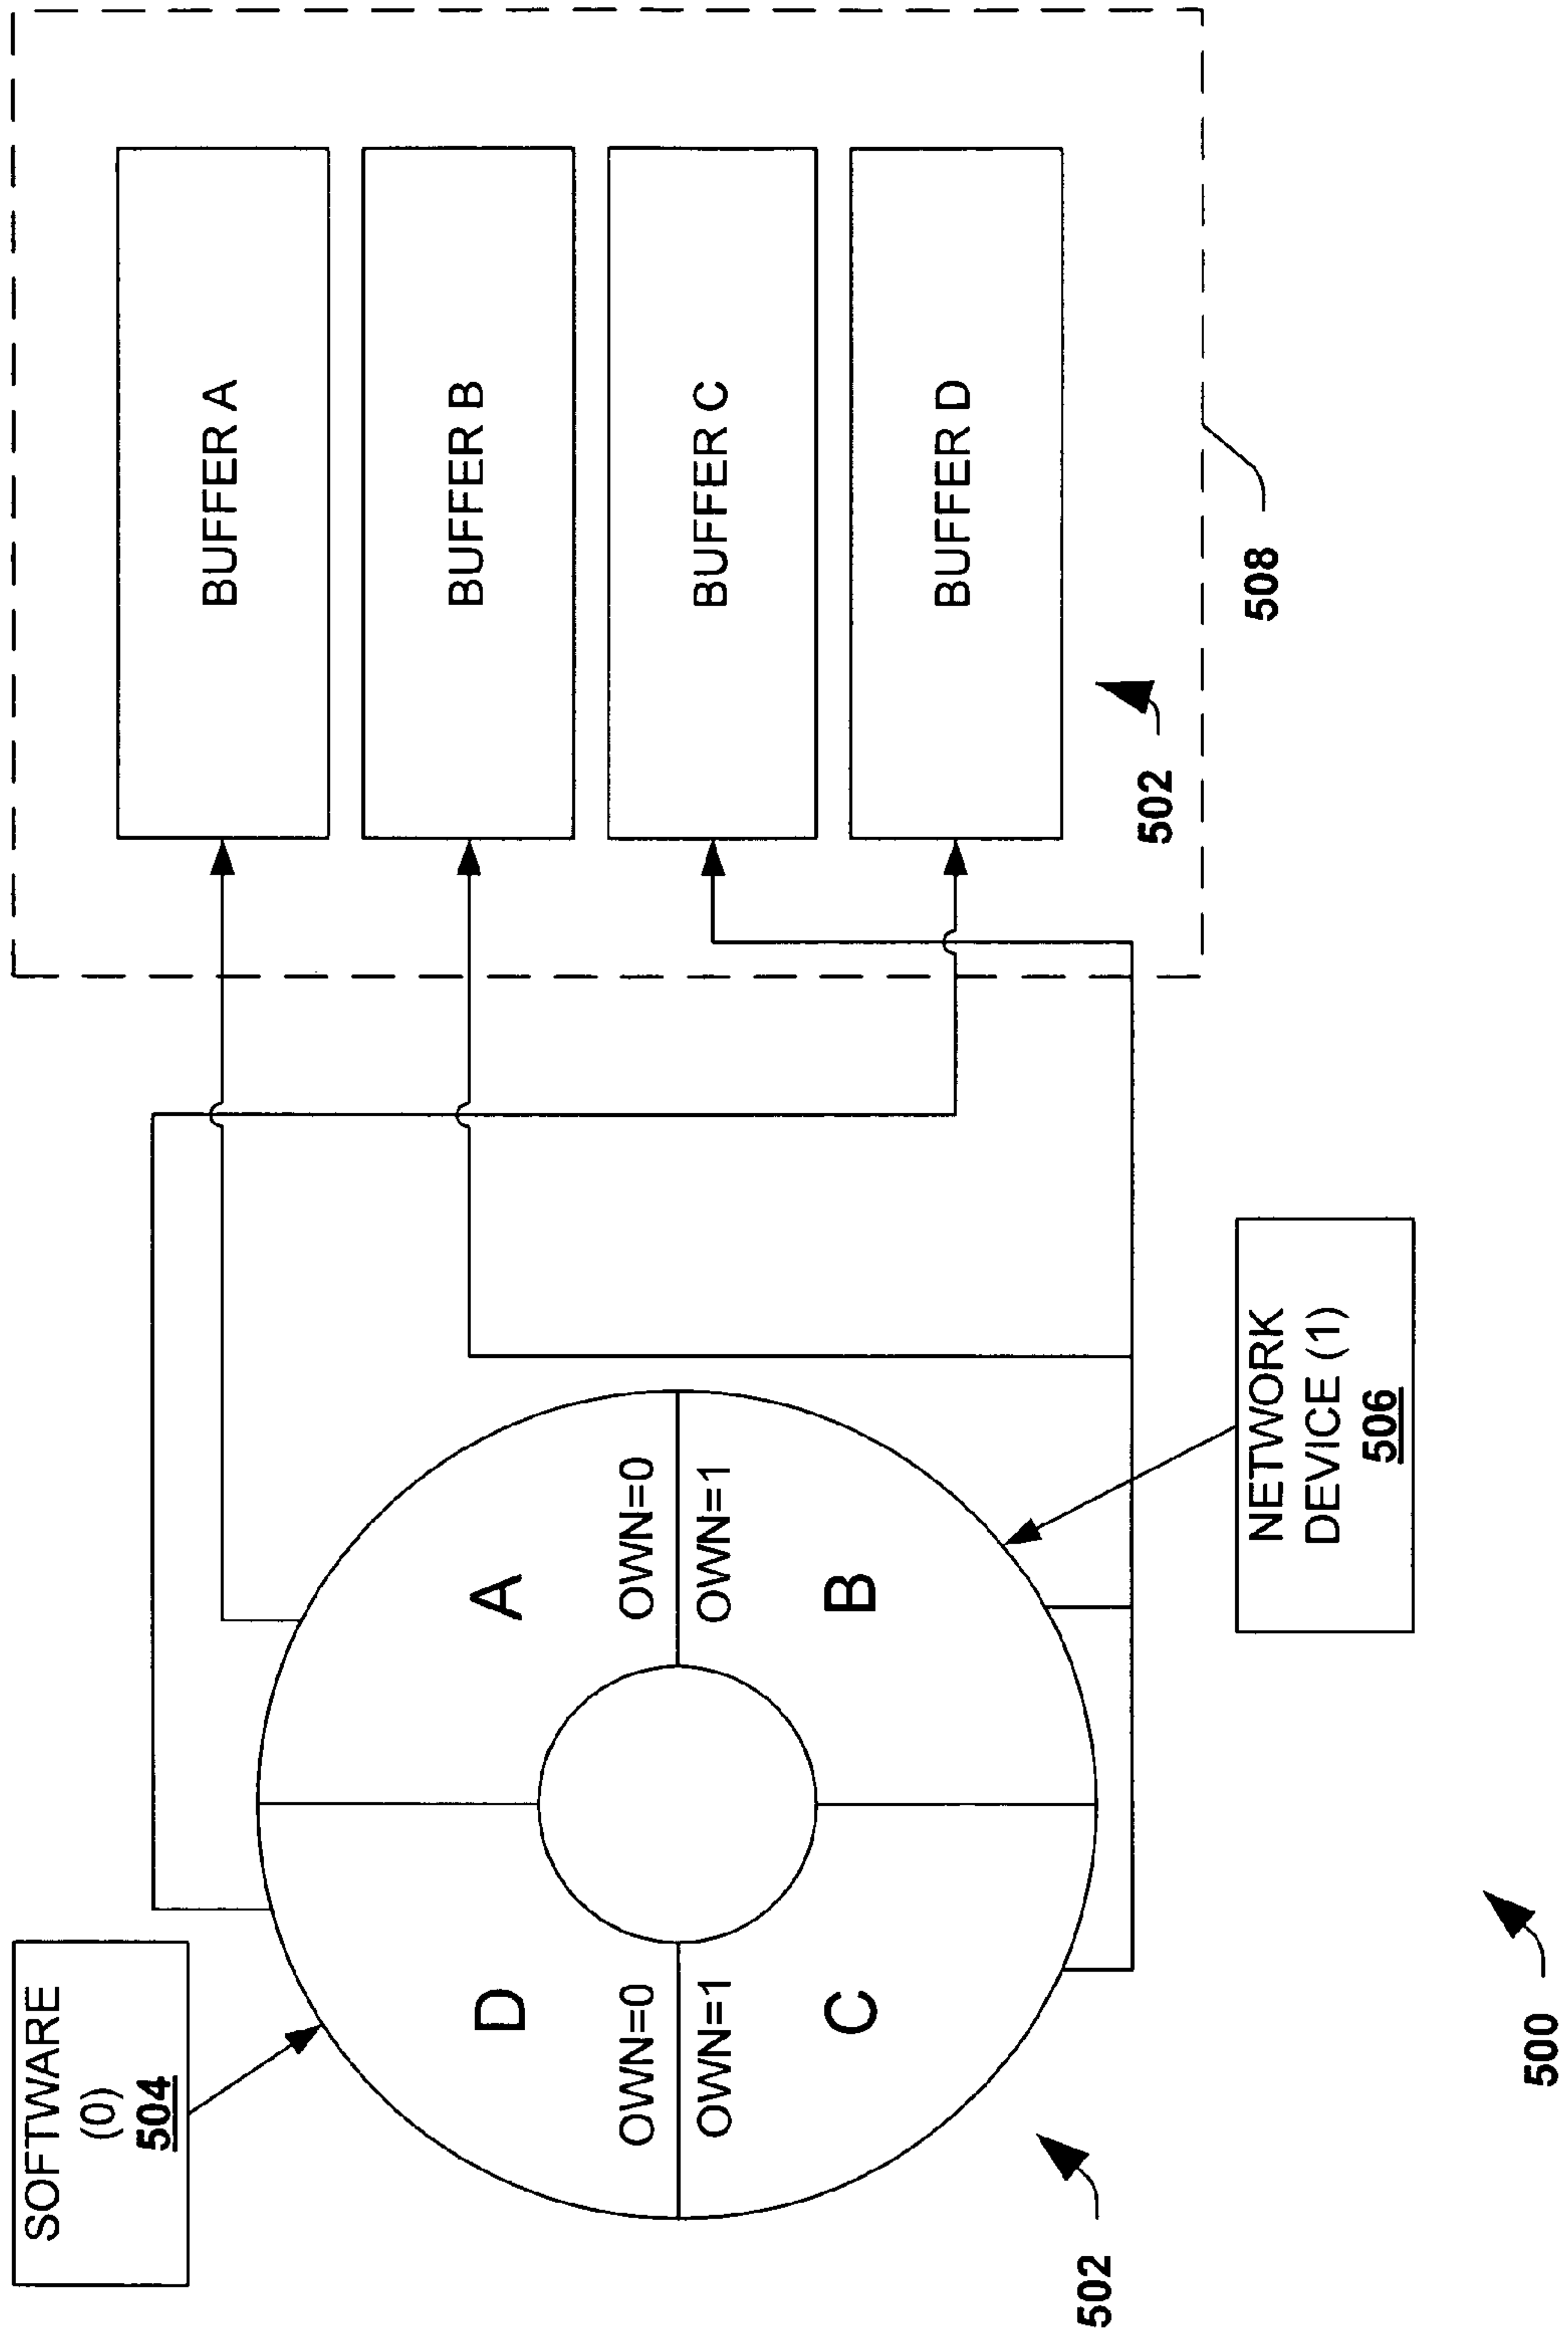 SOFTWARE
(0)
504
D
OWN=0
OWN=1
C
A
OWN=0
OWN=1
B
NETWORK
DEVICE (1)
506
BUFFER A
BUFFER B
BUFFER C
BUFFER D
502
508
502
500